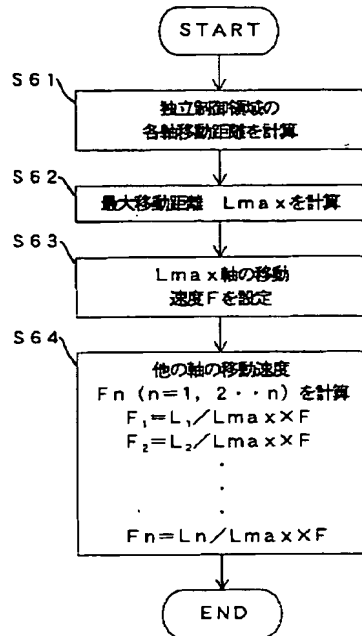 START
S61
独立制御領域の
各軸移動距離を計算
S62
最大移動距離 Lmaxを計算
S63
Lmax軸の移動
速度Fを設定
S64
他の軸の移動速度
Fn (n=1, 2・・n) を計算
F₁=L₁/Lmax×F
F₂=L₂/Lmax×F
・
・
・
Fn=Ln/Lmax×F
END